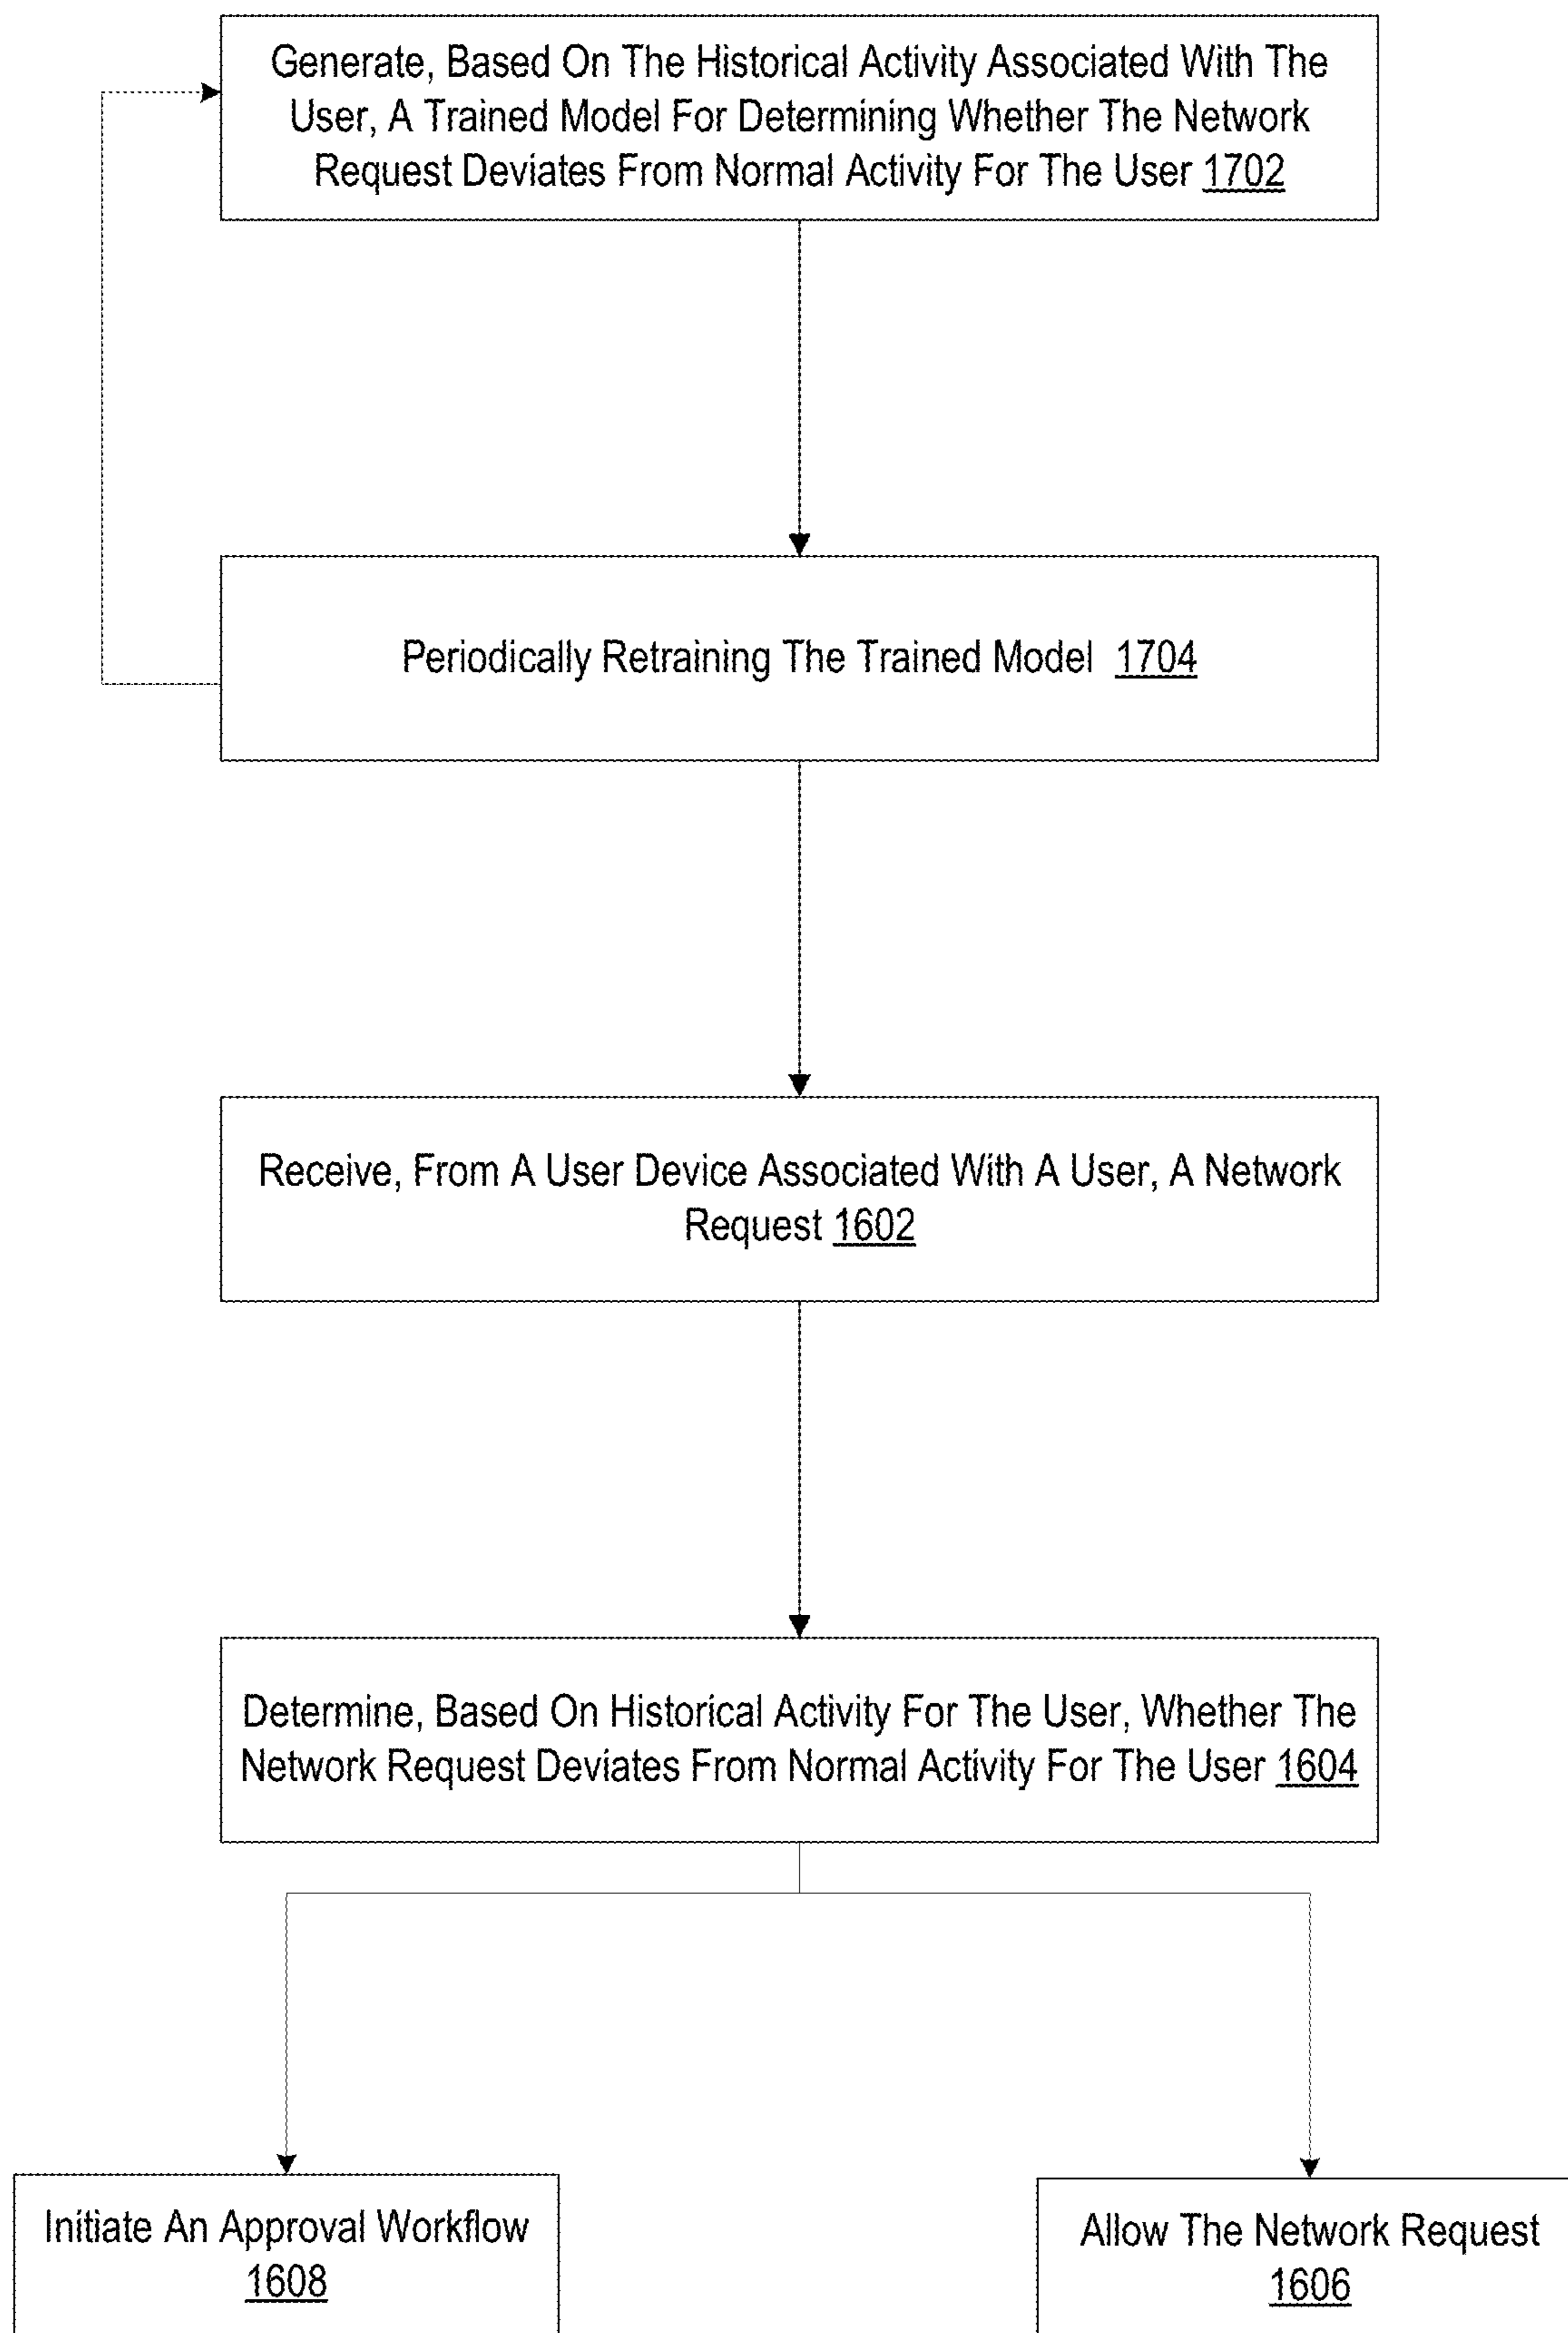 Generate, Based On The Historical Activity Associated With The
User, A Trained Model For Determining Whether The Network
Request Deviates From Normal Activity For The User 1702
Periodically Retraining The Trained Model 1704
Receive, From A User Device Associated With A User, A Network
Request 1602
Determine, Based On Historical Activity For The User, Whether The
Network Request Deviates From Normal Activity For The User 1604
Initiate An Approval Workflow
1608
Allow The Network Request
1606